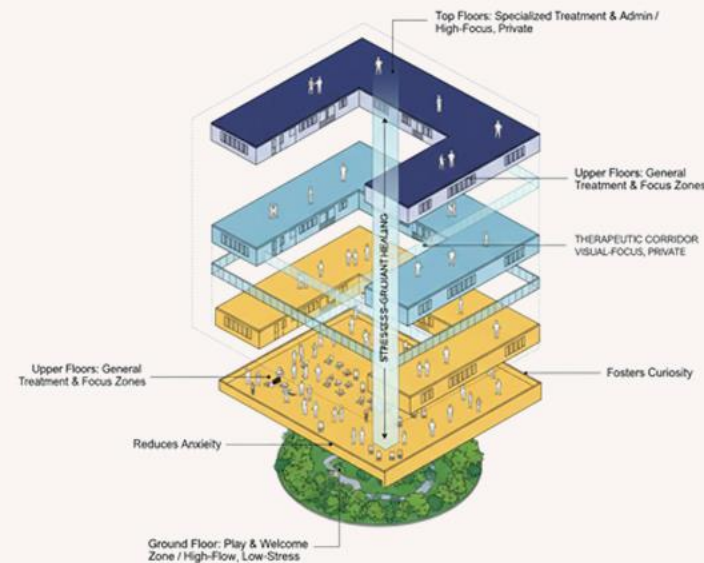 Top Floors: Specialized Treatment & Admin /
High-Focus, Private
Upper Floors: General
Treatment & Focus Zones
THERAPEUTIC CORRIDOR
VISUAL-FOCUS, PRIVATE
Upper Floors: General
Treatment & Focus Zones
Fosters Curiosity
Reduces Anxiety
Ground Floor: Play & Welcome
Zone / High-Flow, Low-Stress